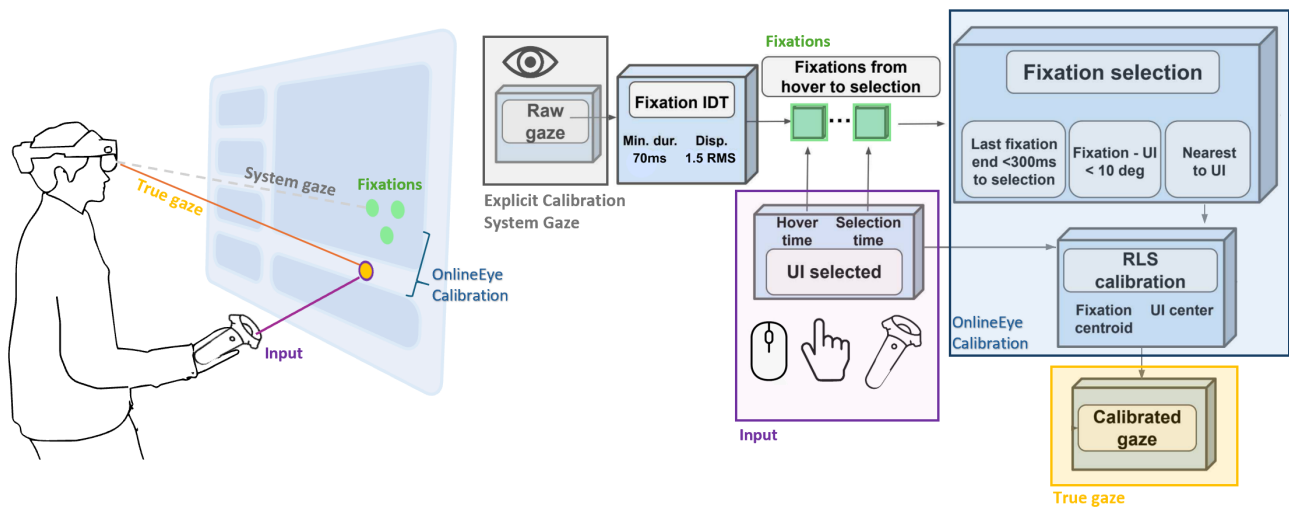 System gaze
True gaze
Fixations
OnlineEye
Calibration
Input
Raw
gaze
Explicit Calibration
System Gaze
Fixation IDT
Min. dur.
70ms
Disp.
1.5 RMS
Fixations
Fixations from
hover to selection
...
Hover
time
Selection
time
UI selected
Input
Fixation selection
Last fixation
end <300ms
to selection
Fixation - UI
< 10 deg
Nearest
to UI
RLS
calibration
Fixation
centroid
UI center
OnlineEye
Calibration
Calibrated
gaze
True gaze